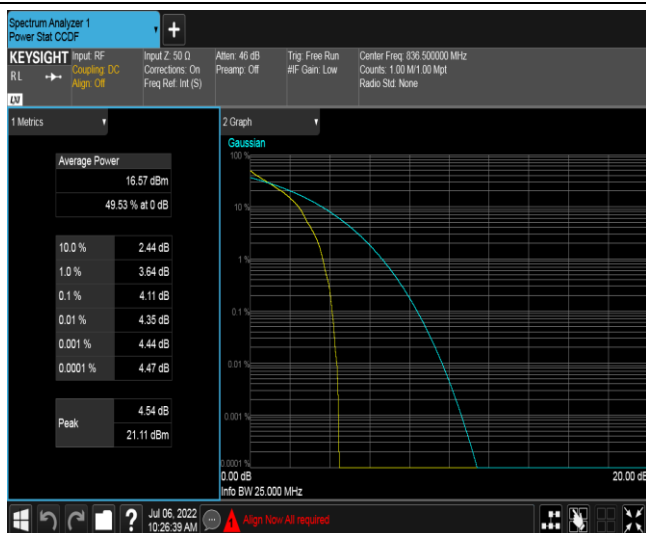 Spectrum Analyzer 1
Power Stat CCDF
+
KEYSIGHT
RL
LXI
Input: RF
Coupling: DC
Align: Off
Input Z: 50 Ω
Corrections: On
Freq Ref: Int (S)
Atten: 46 dB
Preamp: Off
Trig: Free Run
#IF Gain: Low
Center Freq: 836.500000 MHz
Counts: 1.00 M/1.00 Mpt
Radio Std: None
1 Metrics
Average Power
16.57 dBm
49.53 % at 0 dB
10.0 % 2.44 dB
1.0 % 3.64 dB
0.1 % 4.11 dB
0.01 % 4.35 dB
0.001 % 4.44 dB
0.0001 % 4.47 dB
Peak
4.54 dB
21.11 dBm
2 Graph
Gaussian
100 %
10 %
1 %
0.1 %
0.01 %
0.001 %
0.0001 %
0.00 dB 20.00 dB
Info BW 25.000 MHz
? Jul 06, 2022
10:26:39 AM
Align Now All required